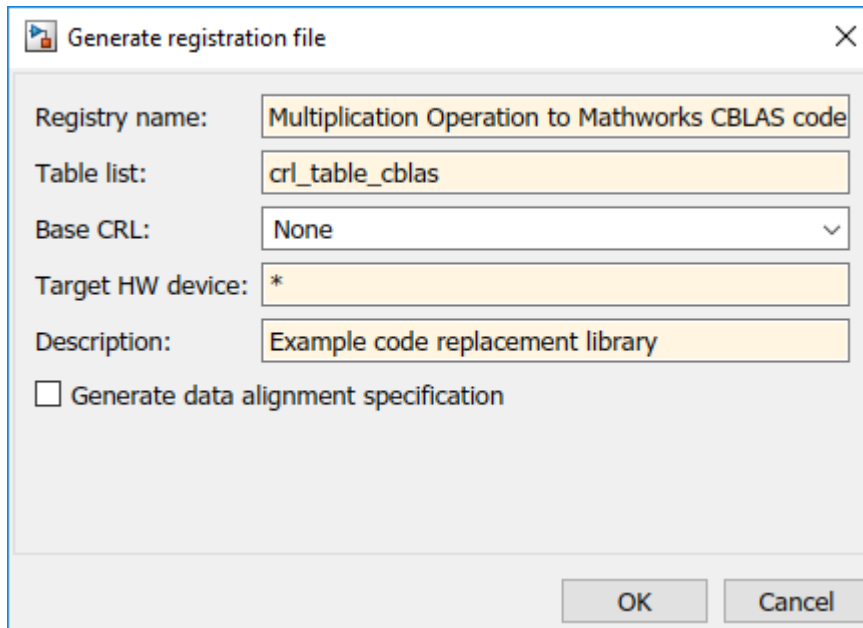 Generate registration file
Registry name: Multiplication Operation to Mathworks CBLAS code
Table list: crl_table_cblas
Base CRL: None
Target HW device: *
Description: Example code replacement library
Generate data alignment specification
OK Cancel